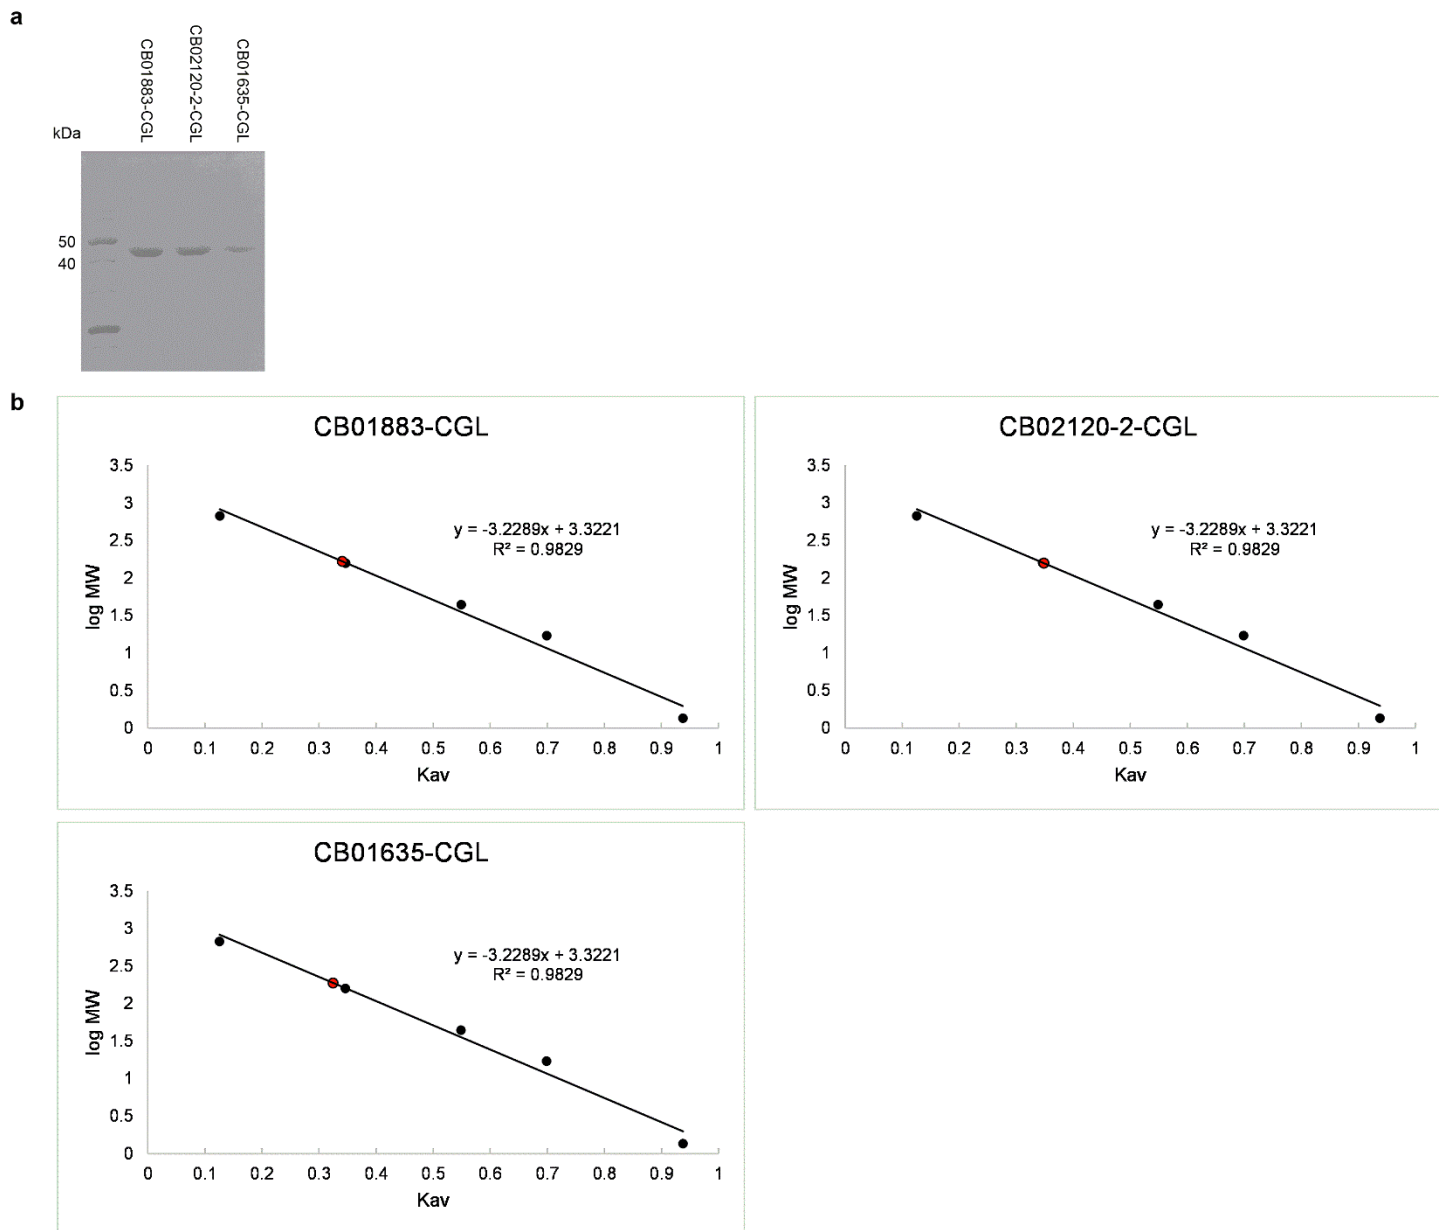 a
CB01883-CGL
CB02120-2-CGL
CB01635-CGL
kDa
50
40
b
CB01883-CGL
3.5
3
2.5
2
1.5
1
0.5
0
log MW
y = -3.2289x + 3.3221
R² = 0.9829
0 0.1 0.2 0.3 0.4 0.5 0.6 0.7 0.8 0.9 1
Kav
CB02120-2-CGL
3.5
3
2.5
2
1.5
1
0.5
0
log MW
y = -3.2289x + 3.3221
R² = 0.9829
0 0.1 0.2 0.3 0.4 0.5 0.6 0.7 0.8 0.9 1
Kav
CB01635-CGL
3.5
3
2.5
2
1.5
1
0.5
0
log MW
y = -3.2289x + 3.3221
R² = 0.9829
0 0.1 0.2 0.3 0.4 0.5 0.6 0.7 0.8 0.9 1
Kav